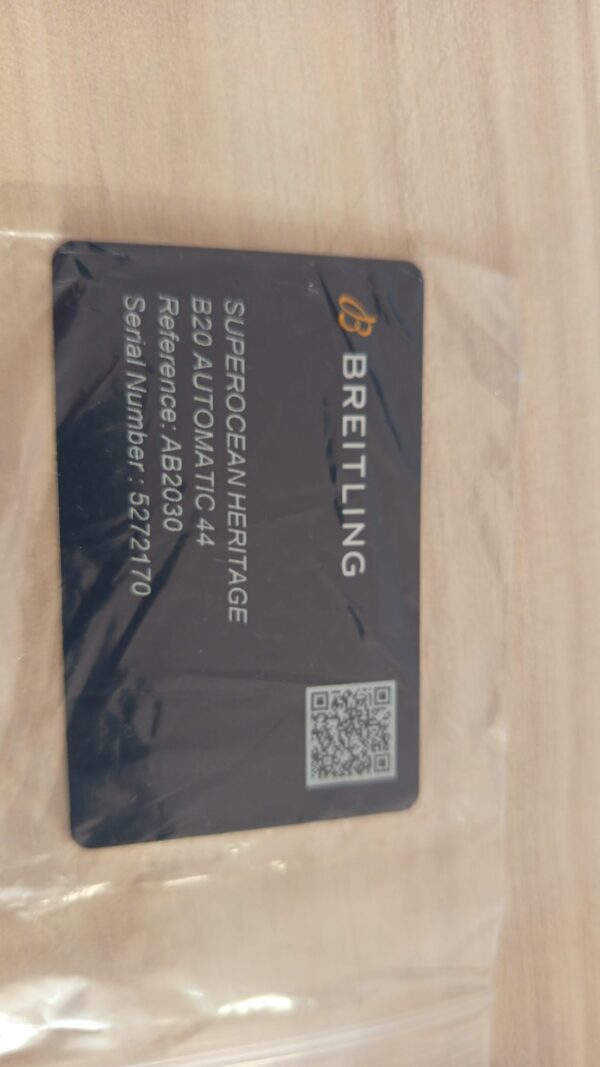 BREITLING
SUPEROCEAN HERITAGE
B20 AUTOMATIC 44
Reference: AB2030
Serial Number : 5272170